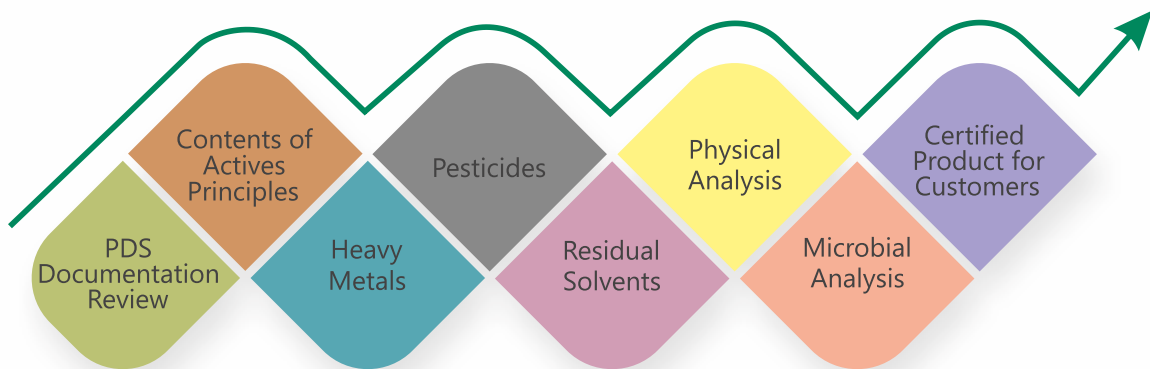 PDS
Documentation
Review
Contents of
Actives
Principles
Heavy
Metals
Pesticides
Residual
Solvents
Physical
Analysis
Microbial
Analysis
Certified
Product for
Customers